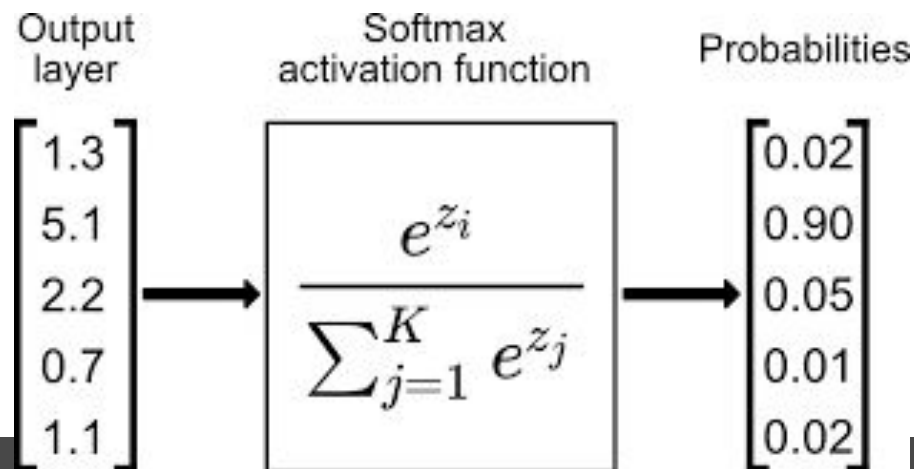 Output
layer
Softmax
activation function
Probabilities
1.3
5.1
2.2
0.7
1.1
e^{z_i}
∑_{j=1}^{K} e^{z_j}
0.02
0.90
0.05
0.01
0.02